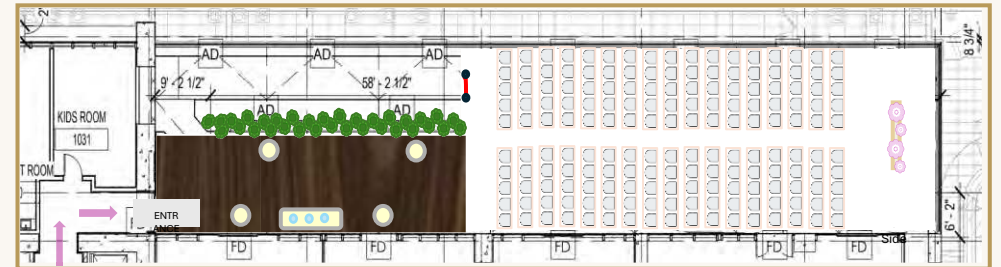 2
8 3/4"
AD
AD
AD
9' - 2 1/2"
58' - 2 1/2"
AD
AD
KIDS ROOM
1031
T ROOM
ENTR
ANCE
6' - 2"
Side
FD
FD
FD
FD
FD